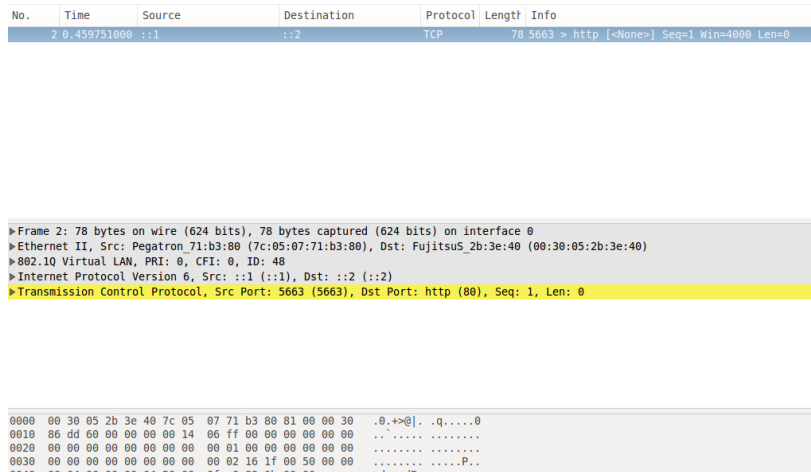 No. Time Source Destination Protocol Length Info
2 0.459751000 ::1 ::2 TCP 78 5663 > http [<None>] Seq=1 Win=4000 Len=0
Frame 2: 78 bytes on wire (624 bits), 78 bytes captured (624 bits) on interface 0
Ethernet II, Src: Pegatron_71:b3:80 (7c:05:07:71:b3:80), Dst: FujitsuS_2b:3e:40 (00:30:05:2b:3e:40)
802.1Q Virtual LAN, PRI: 0, CFI: 0, ID: 48
Internet Protocol Version 6, Src: ::1 (::1), Dst: ::2 (::2)
Transmission Control Protocol, Src Port: 5663 (5663), Dst Port: http (80), Seq: 1, Len: 0
0000 00 30 05 2b 3e 40 7c 05 07 71 b3 80 81 00 00 30 .0.+>@|. .q.....0
0010 86 dd 60 00 00 00 00 14 06 ff 00 00 00 00 00 00 ..`..... ........
0020 00 00 00 00 00 00 00 00 00 01 00 00 00 00 00 00 ........ ........
0030 00 00 00 00 00 00 00 00 00 02 16 1f 00 50 00 00 ........ .....P..